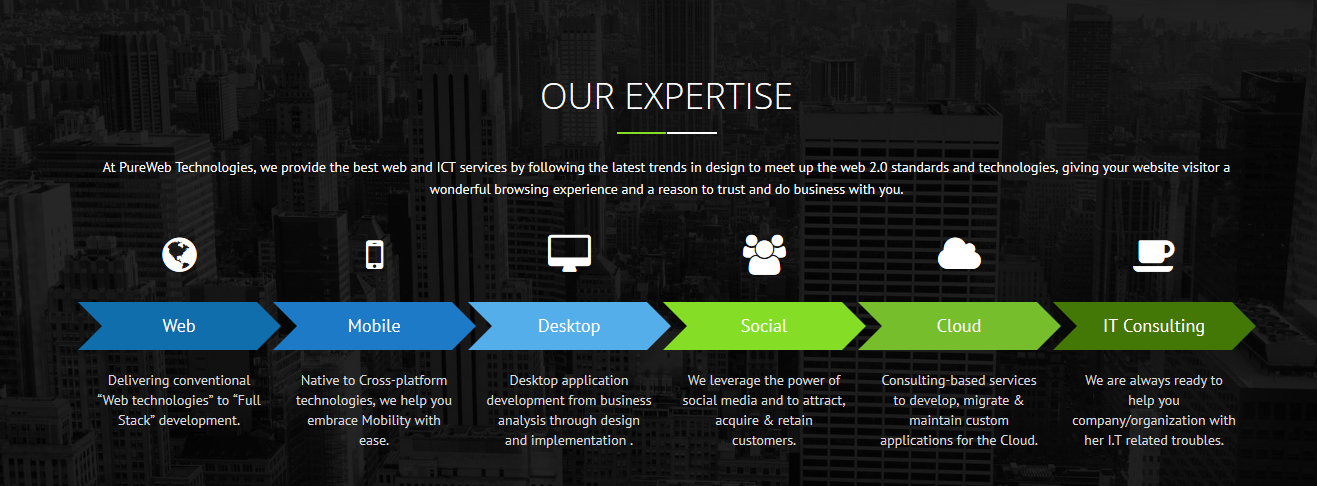 OUR EXPERTISE
At PureWeb Technologies, we provide the best web and ICT services by following the latest trends in design to meet up the web 2.0 standards and technologies, giving your website visitor a
wonderful browsing experience and a reason to trust and do business with you.
Web
Delivering conventional
“Web technologies” to “Full
Stack” development.
Mobile
Native to Cross-platform
technologies, we help you
embrace Mobility with
ease.
Desktop
Desktop application
development from business
analysis through design
and implementation .
Social
We leverage the power of
social media and to attract,
acquire & retain
customers.
Cloud
Consulting-based services
to develop, migrate &
maintain custom
applications for the Cloud.
IT Consulting
We are always ready to
help you
company/organization with
her I.T related troubles.